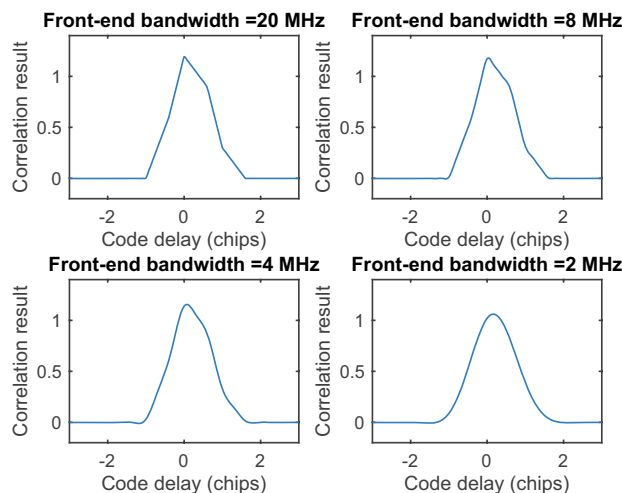 Front-end bandwidth =20 MHz
Correlation result
1
0.5
0
-2
0
2
Code delay (chips)
Front-end bandwidth =8 MHz
Correlation result
1
0.5
0
-2
0
2
Code delay (chips)
Front-end bandwidth =4 MHz
Correlation result
1
0.5
0
-2
0
2
Code delay (chips)
Front-end bandwidth =2 MHz
Correlation result
1
0.5
0
-2
0
2
Code delay (chips)